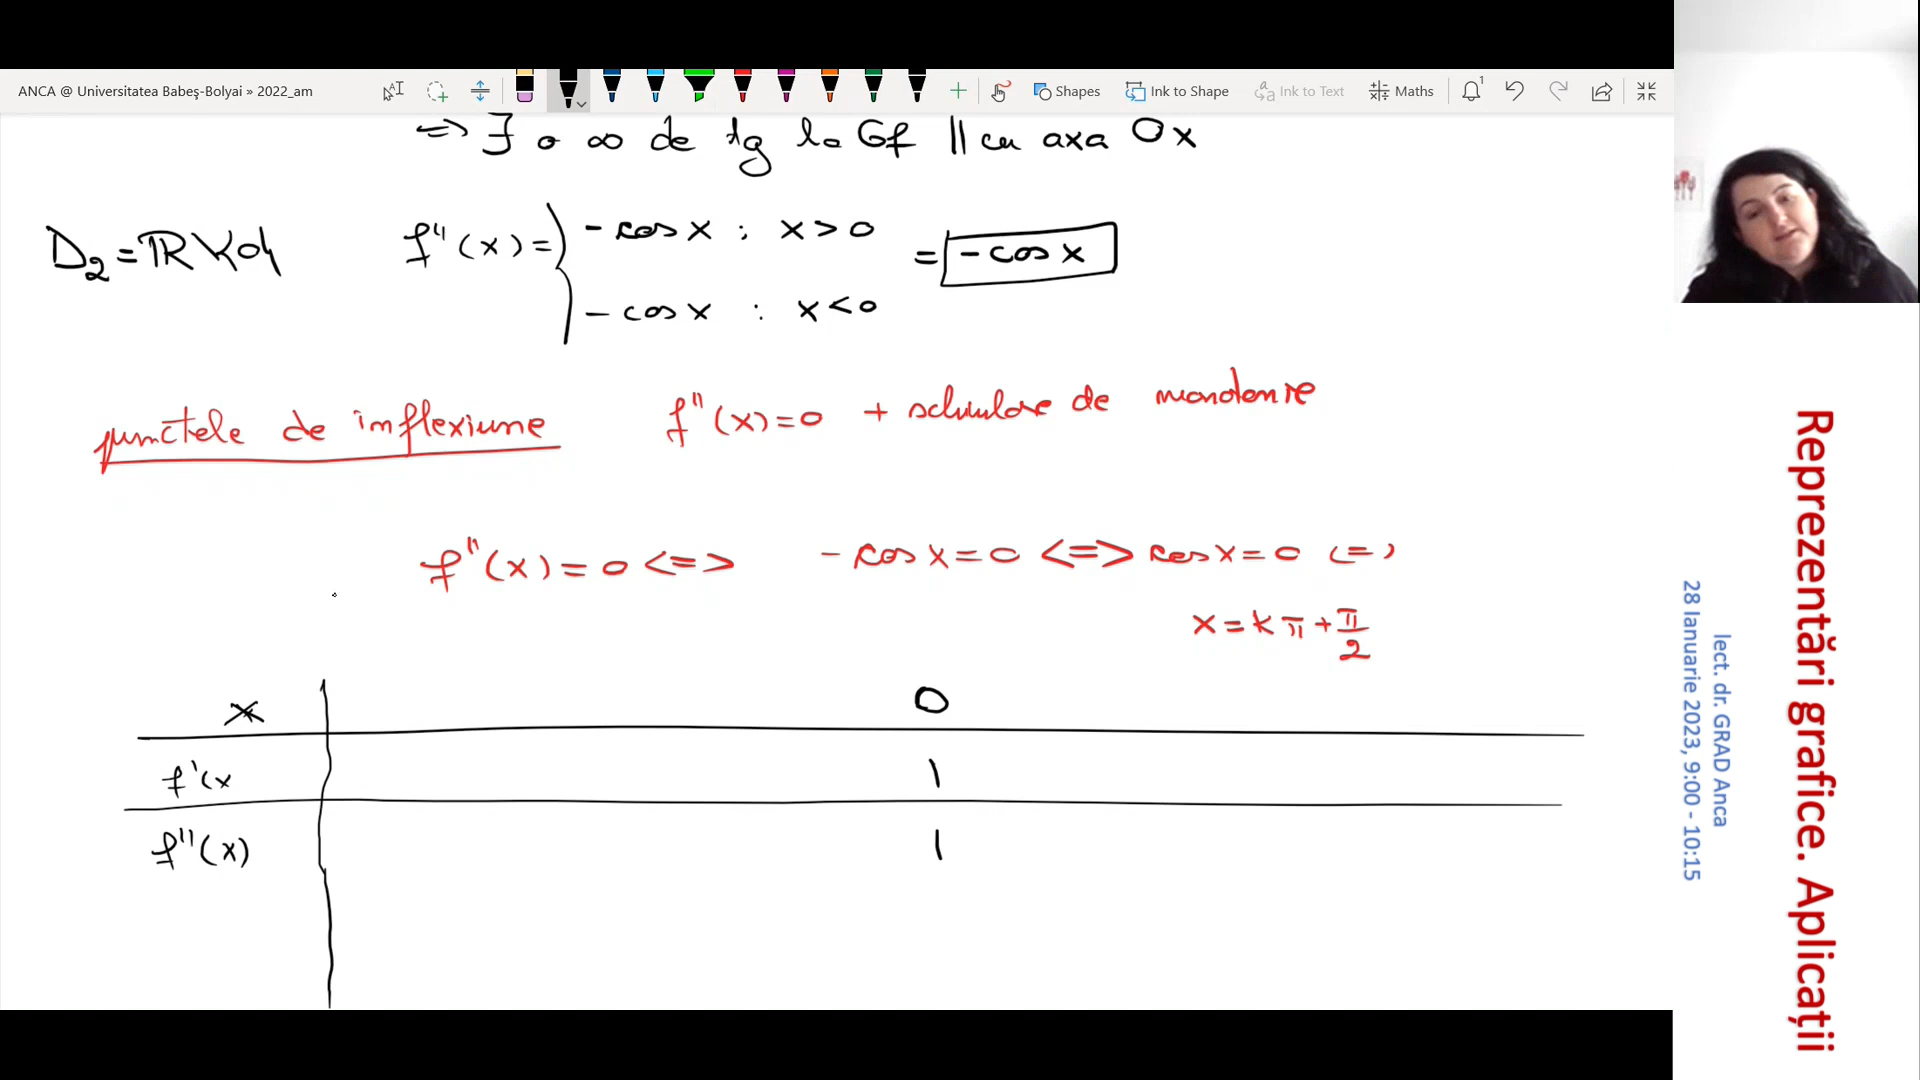 ANCA @ Universitatea Babeș-Bolyai » 2022_am
Shapes
Ink to Shape
Ink to Text
Maths
1
<=> ∃ o ∞ de tg la Gf || cu axa Ox
D₂ = ℝ \ {0}
f''(x) = { - cos x : x > 0
- cos x : x < 0
= - cos x
punctele de inflexiune
f''(x) = 0 + schimbare de monotonie
f''(x) = 0 <=> - cos x = 0 <=> cos x = 0 <=>
x = kπ + π/2
x | 0
f'(x |
f''(x) |
Reprezentări grafice. Aplicații
lect. dr. GRAD Anca
28 Ianuarie 2023, 9:00 - 10:15